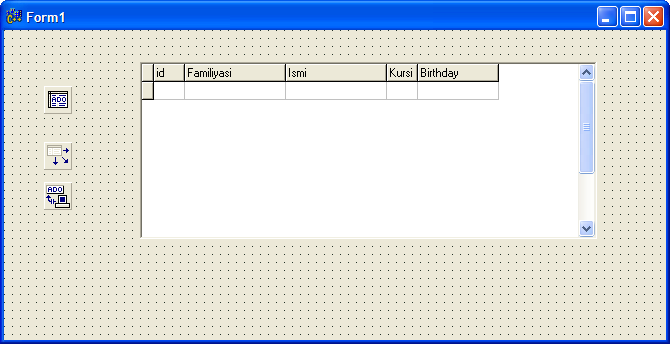 Form1
id Familiyasi Ismi Kursi Birthday
ADO
ADO